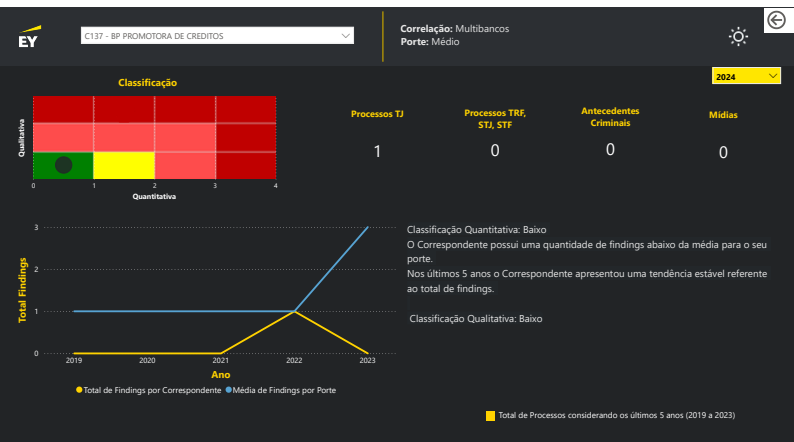 EY
C137 - BP PROMOTORA DE CREDITOS
Correlação: Multibancos
Porte: Médio
2024
Classificação
Qualitativa
0 1 2 3 4
Quantitativa
Processos TJ
1
Processos TRF,
STJ, STF
0
Antecedentes
Criminais
0
Mídias
0
Total Findings
3
2
1
0
2019 2020 2021 2022 2023
Ano
Total de Findings por Correspondente Média de Findings por Porte
Classificação Quantitativa: Baixo
O Correspondente possui uma quantidade de findings abaixo da média para o seu
porte.
Nos últimos 5 anos o Correspondente apresentou uma tendência estável referente
ao total de findings.
Classificação Qualitativa: Baixo
Total de Processos considerando os últimos 5 anos (2019 a 2023)